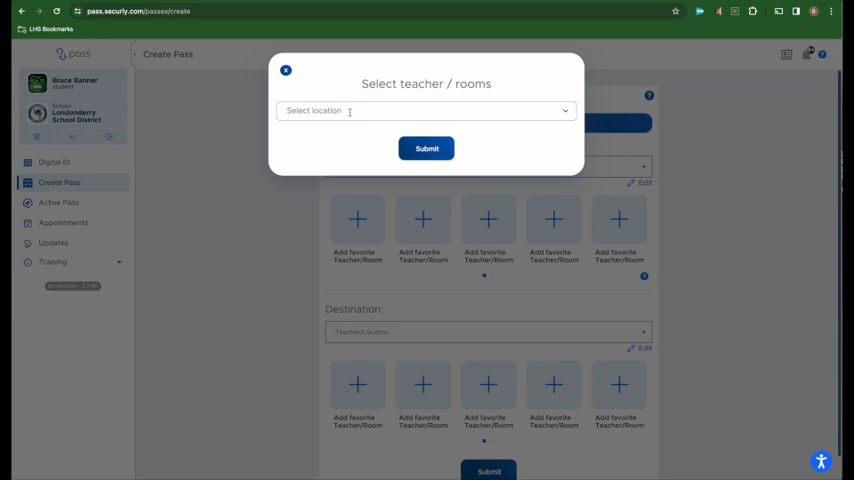 pass.securly.com/passes/create
LHS Bookmarks
pass
Create Pass
Bruce Banner
student
School
Londonderry
School District
Digital ID
Create Pass
Active Pass
Appointments
Updates
Training
x
Select teacher / rooms
Select location
Submit
Edit
Add favorite
Teacher/Room
Add favorite
Teacher/Room
Add favorite
Teacher/Room
Add favorite
Teacher/Room
Add favorite
Teacher/Room
Destination:
Teacher/Location
Edit
Add favorite
Teacher/Room
Add favorite
Teacher/Room
Add favorite
Teacher/Room
Add favorite
Teacher/Room
Add favorite
Teacher/Room
Submit